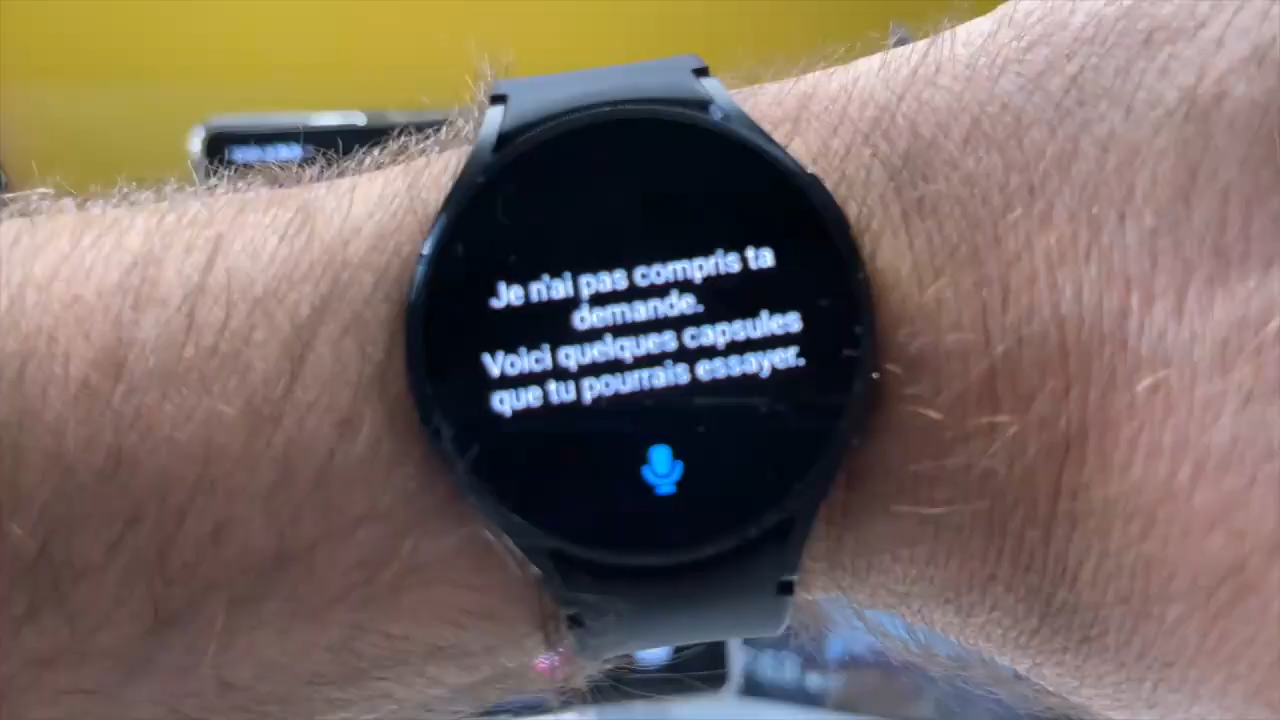 Je n'ai pas compris ta
demande.
Voici quelques capsules
que tu pourrais essayer.